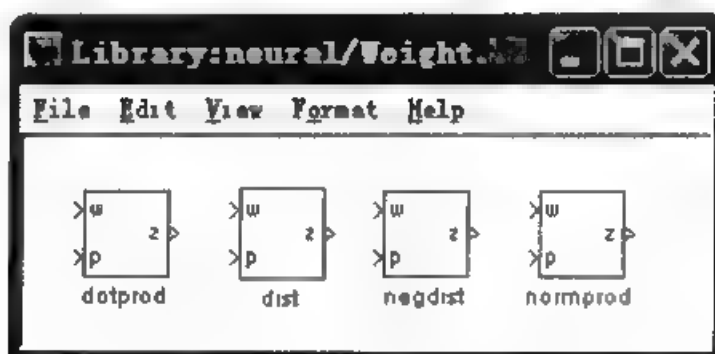 Library:neural/Weight.
File Edit View Format Help
w w w w
z z z z
p p p p
dotprod dist negdist normprod